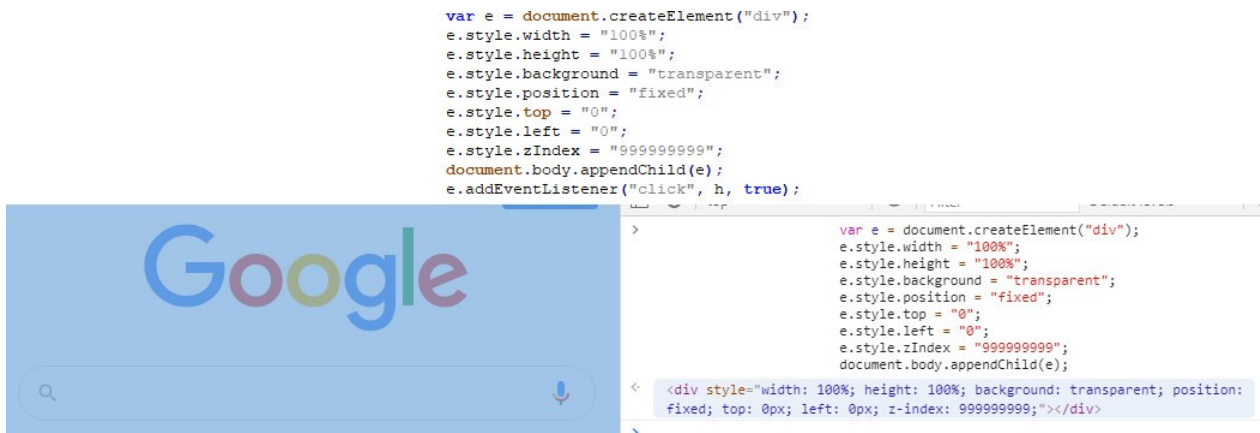 var e = document.createElement("div");
e.style.width = "100%";
e.style.height = "100%";
e.style.background = "transparent";
e.style.position = "fixed";
e.style.top = "0";
e.style.left = "0";
e.style.zIndex = "999999999";
document.body.appendChild(e);
e.addEventListener("click", h, true);
Google
> var e = document.createElement("div");
e.style.width = "100%";
e.style.height = "100%";
e.style.background = "transparent";
e.style.position = "fixed";
e.style.top = "0";
e.style.left = "0";
e.style.zIndex = "999999999";
document.body.appendChild(e);
<div style="width: 100%; height: 100%; background: transparent; position:
fixed; top: 0px; left: 0px; z-index: 999999999;"></div>
>